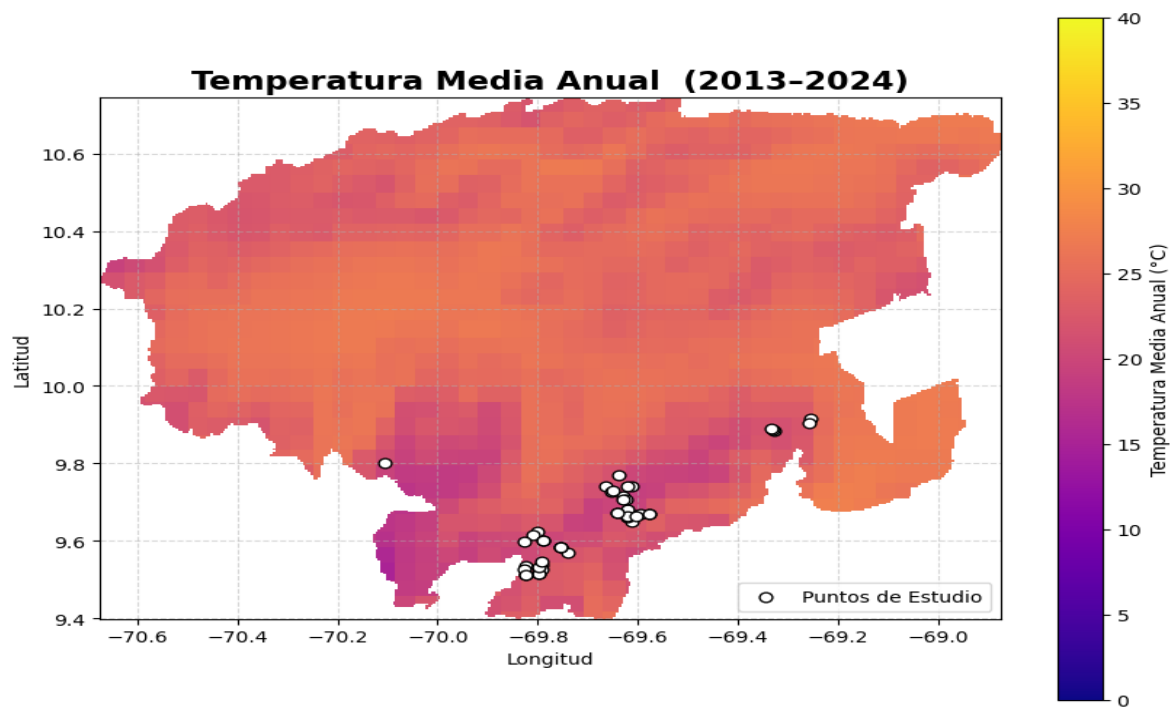 Temperatura Media Anual  (2013–2024)
40
35
30
25
20
15
10
5
0
Temperatura Media Anual (°C)
10.6
10.4
10.2
10.0
9.8
9.6
9.4
Latitud
Puntos de Estudio
−70.6 −70.4 −70.2 −70.0 −69.8 −69.6 −69.4 −69.2 −69.0
Longitud